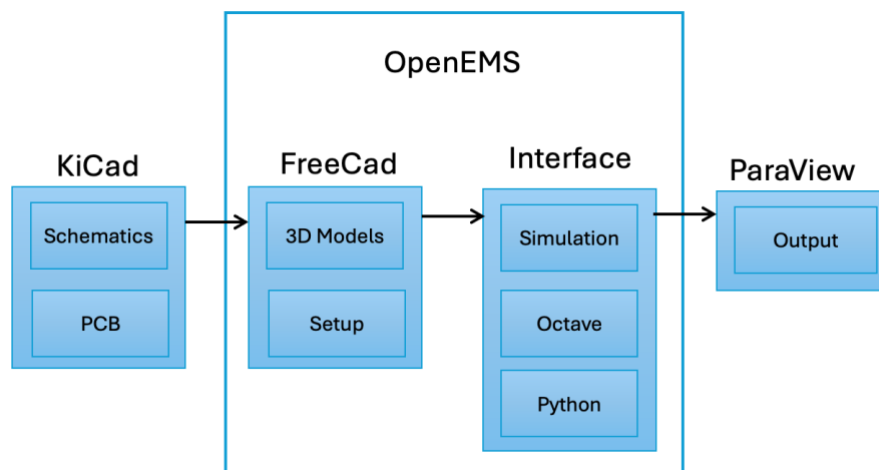 OpenEMS
KiCad
Schematics
PCB
FreeCad
3D Models
Setup
Interface
Simulation
Octave
Python
ParaView
Output